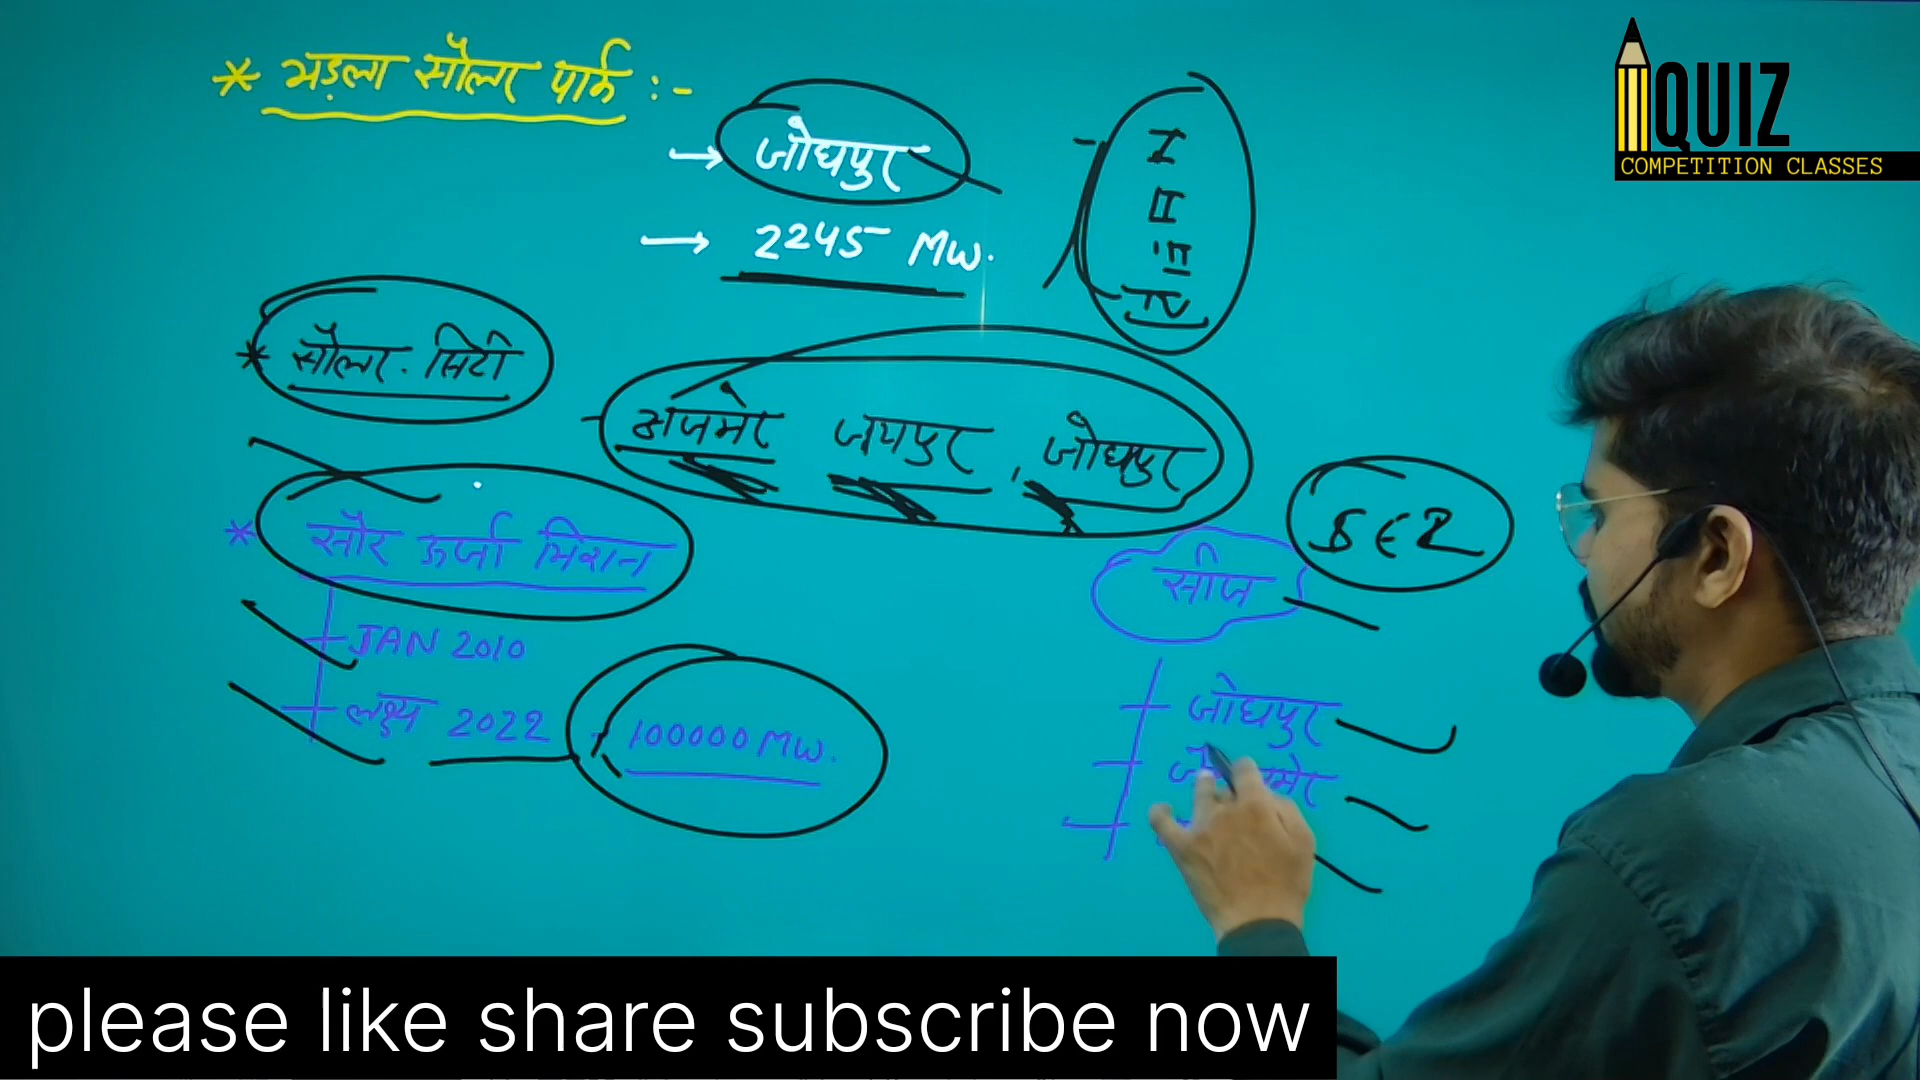 * भड़ला सौलर पार्क :-
→ जोधपुर
→ 2245 MW.
I
II
III
IV
* सौलर. सिटी
- अजमेर जयपुर, जोधपुर
* सौर ऊर्जा मिशन
JAN 2010
लक्ष्य 2022 - 100000 MW.
सीज SEZ
जोधपुर
QUIZ
COMPETITION CLASSES
please like share subscribe now